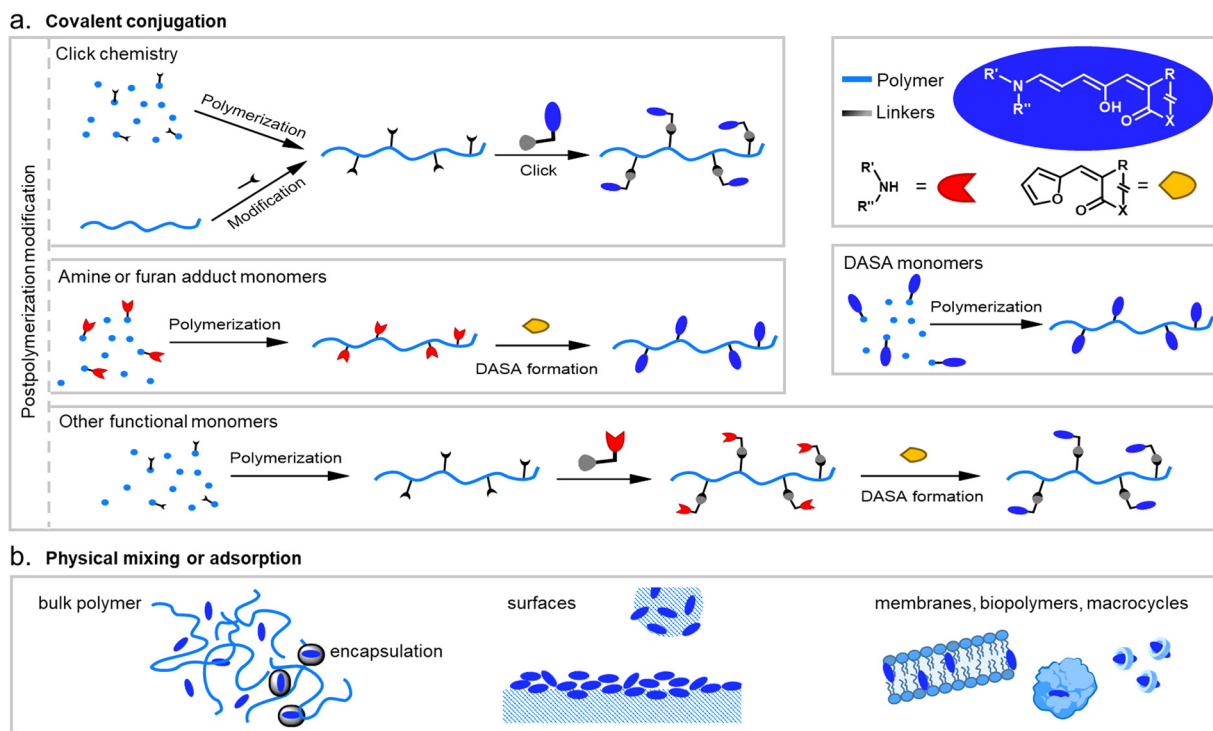 a. Covalent conjugation
Postpolymerization modification
Click chemistry
Polymerization
Modification
Click
Polymer
Linkers
R'
N
R"
OH
R
O
X
R'
NH
R"
=
O
R
O
X
=
Amine or furan adduct monomers
Polymerization
DASA formation
DASA monomers
Polymerization
Other functional monomers
Polymerization
DASA formation
b. Physical mixing or adsorption
bulk polymer
encapsulation
surfaces
membranes, biopolymers, macrocycles